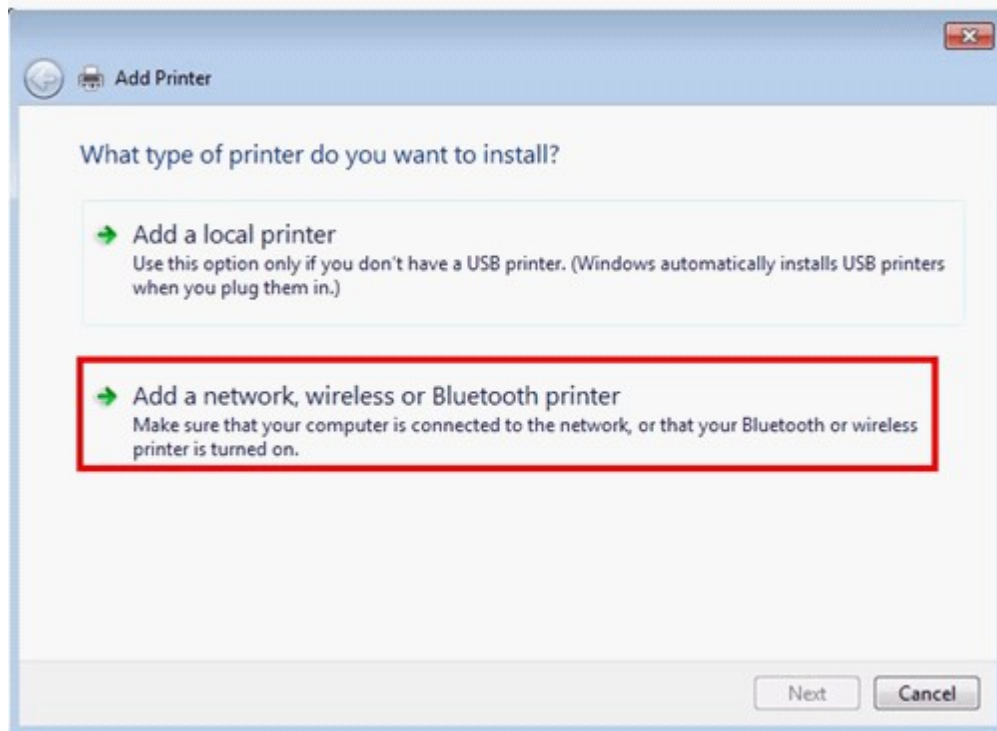 Add Printer
What type of printer do you want to install?
Add a local printer
Use this option only if you don't have a USB printer. (Windows automatically installs USB printers
when you plug them in.)
Add a network, wireless or Bluetooth printer
Make sure that your computer is connected to the network, or that your Bluetooth or wireless
printer is turned on.
Next
Cancel